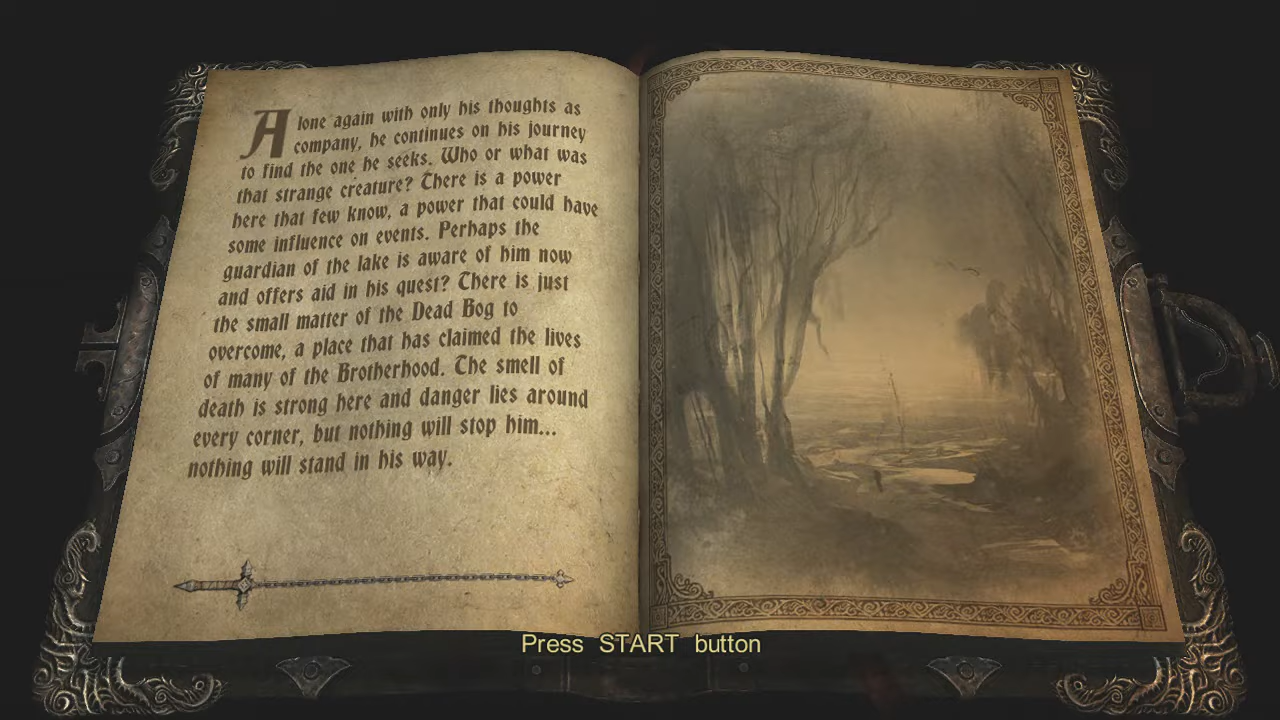 Alone again with only his thoughts as
company, he continues on his journey
to find the one he seeks. Who or what was
that strange creature? There is a power
here that few know, a power that could have
some influence on events. Perhaps the
guardian of the lake is aware of him now
and offers aid in his quest? There is just
the small matter of the Dead Bog to
overcome, a place that has claimed the lives
of many of the Brotherhood. The smell of
death is strong here and danger lies around
every corner, but nothing will stop him...
nothing will stand in his way.
Press START button